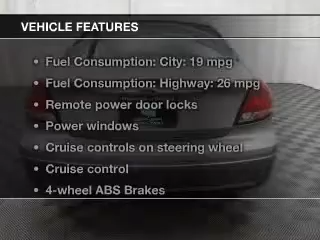 VEHICLE FEATURES
• Fuel Consumption: City: 19 mpg
• Fuel Consumption: Highway: 26 mpg
• Remote power door locks
• Power windows
• Cruise controls on steering wheel
• Cruise control
• 4-wheel ABS Brakes